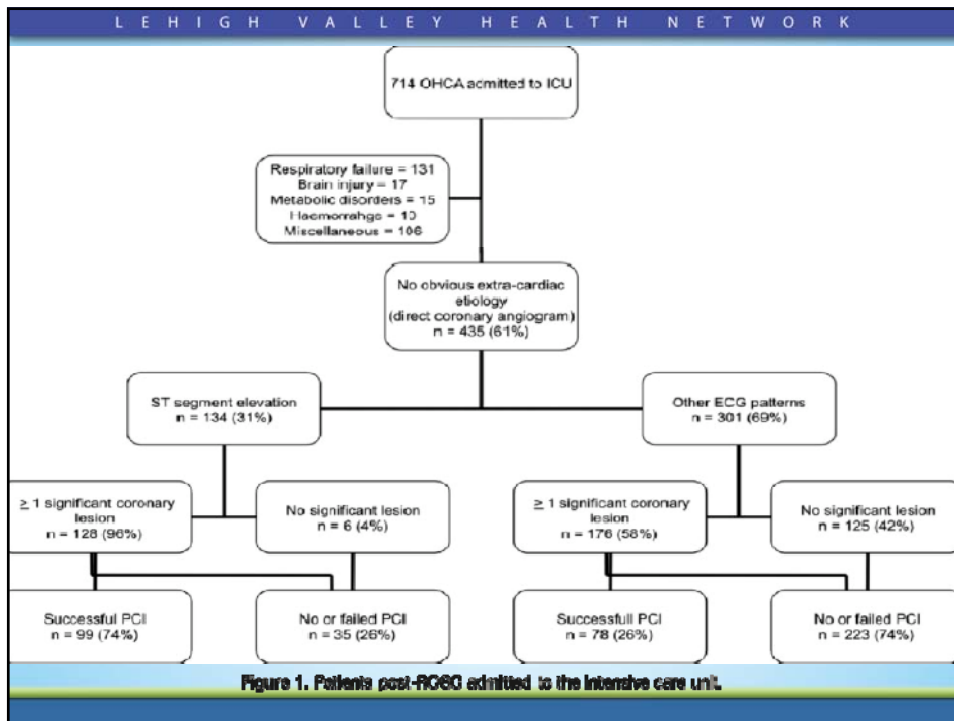 LEHIGH VALLEY HEALTH NETWORK
714 OHCA admitted to ICU
Respiratory failure = 131
Brain injury = 17
Metabolic disorders = 15
Haemorrahge = 10
Miscellaneous = 106
No obvious extra-cardiac
etiology
(direct coronary angiogram)
n = 435 (61%)
ST segment elevation
n = 134 (31%)
Other ECG patterns
n = 301 (69%)
≥ 1 significant coronary
lesion
n = 128 (96%)
No significant lesion
n = 6 (4%)
≥ 1 significant coronary
lesion
n = 176 (58%)
No significant lesion
n = 125 (42%)
Successful PCI
n = 99 (74%)
No or failed PCI
n = 35 (26%)
Successful PCI
n = 78 (26%)
No or failed PCI
n = 223 (74%)
Figure 1. Patients post-ROSC admitted to the intensive care unit.